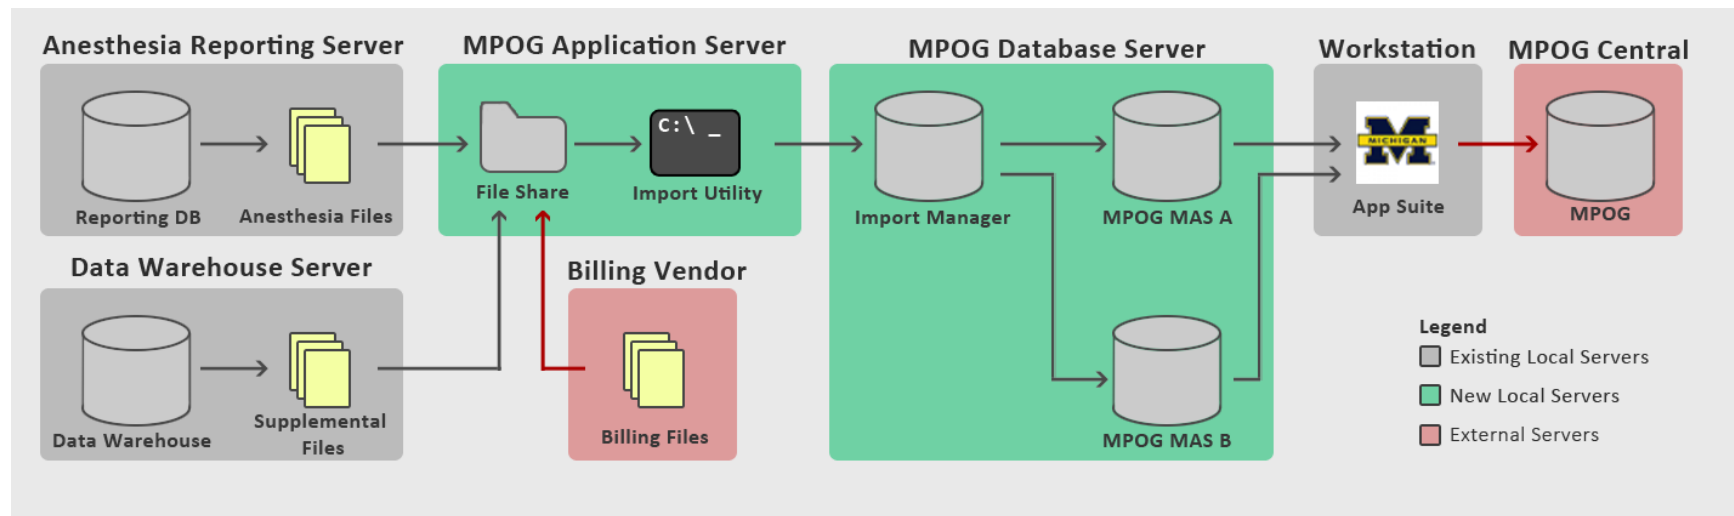 Anesthesia Reporting Server
MPOG Application Server
MPOG Database Server
Workstation
MPOG Central
Reporting DB
Anesthesia Files
File Share
C:\ _
Import Utility
Import Manager
MPOG MAS A
MICHIGAN
App Suite
MPOG
Data Warehouse Server
Billing Vendor
Data Warehouse
Supplemental
Files
Billing Files
MPOG MAS B
Legend
Existing Local Servers
New Local Servers
External Servers